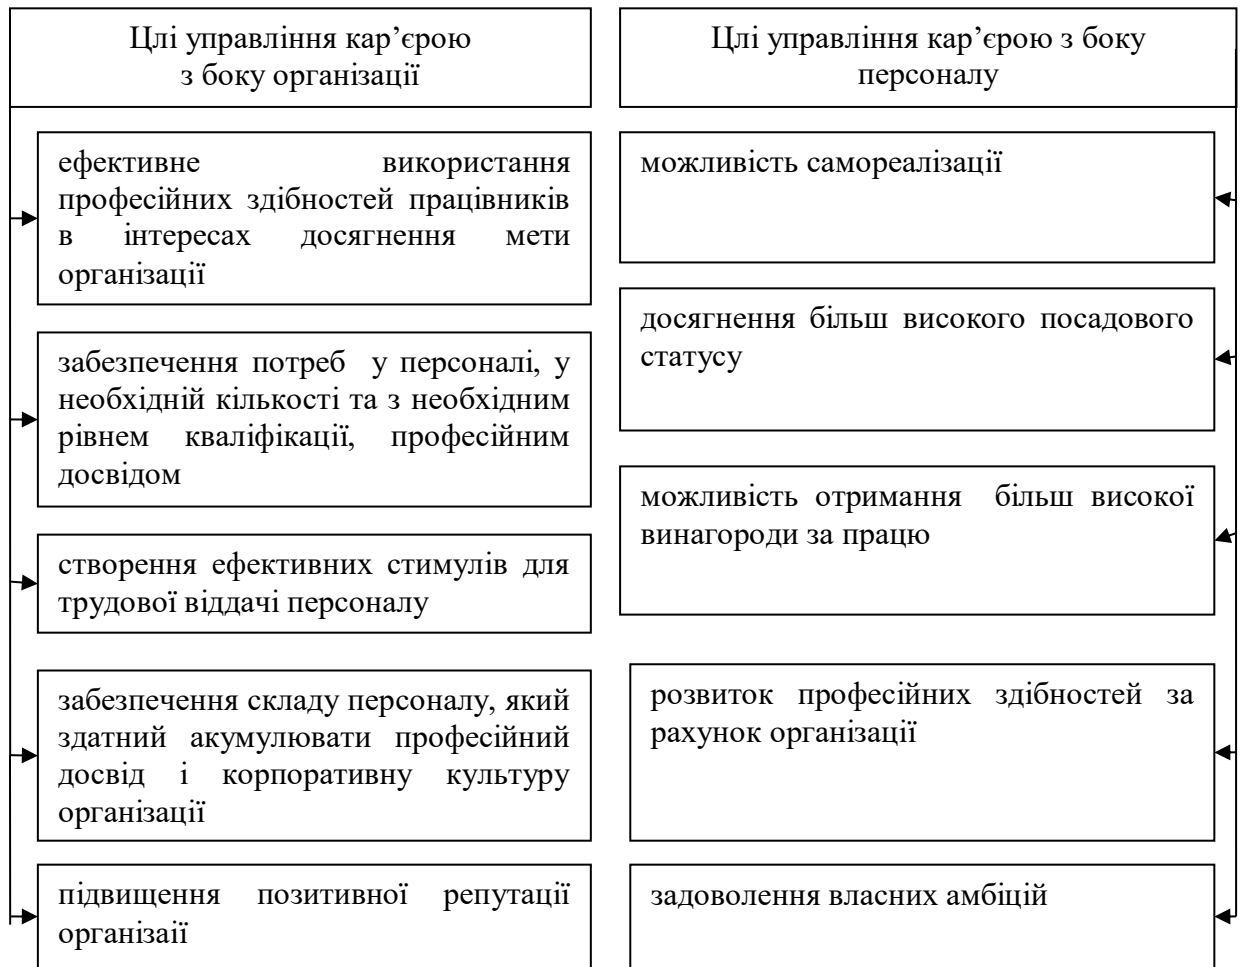 Цлі управління кар’єрою
з боку організації
ефективне використання
професійних здібностей працівників
в інтересах досягнення мети
організації
забезпечення потреб у персоналі, у
необхідній кількості та з необхідним
рівнем кваліфікації, професійним
досвідом
створення ефективних стимулів для
трудової віддачі персоналу
забезпечення складу персоналу, який
здатний акумулювати професійний
досвід і корпоративну культуру
організації
підвищення позитивної репутації
організаії
Цлі управління кар’єрою з боку
персоналу
можливість самореалізації
досягнення більш високого посадового
статусу
можливість отримання більш високої
винагороди за працю
розвиток професійних здібностей за
рахунок організації
задоволення власних амбіцій